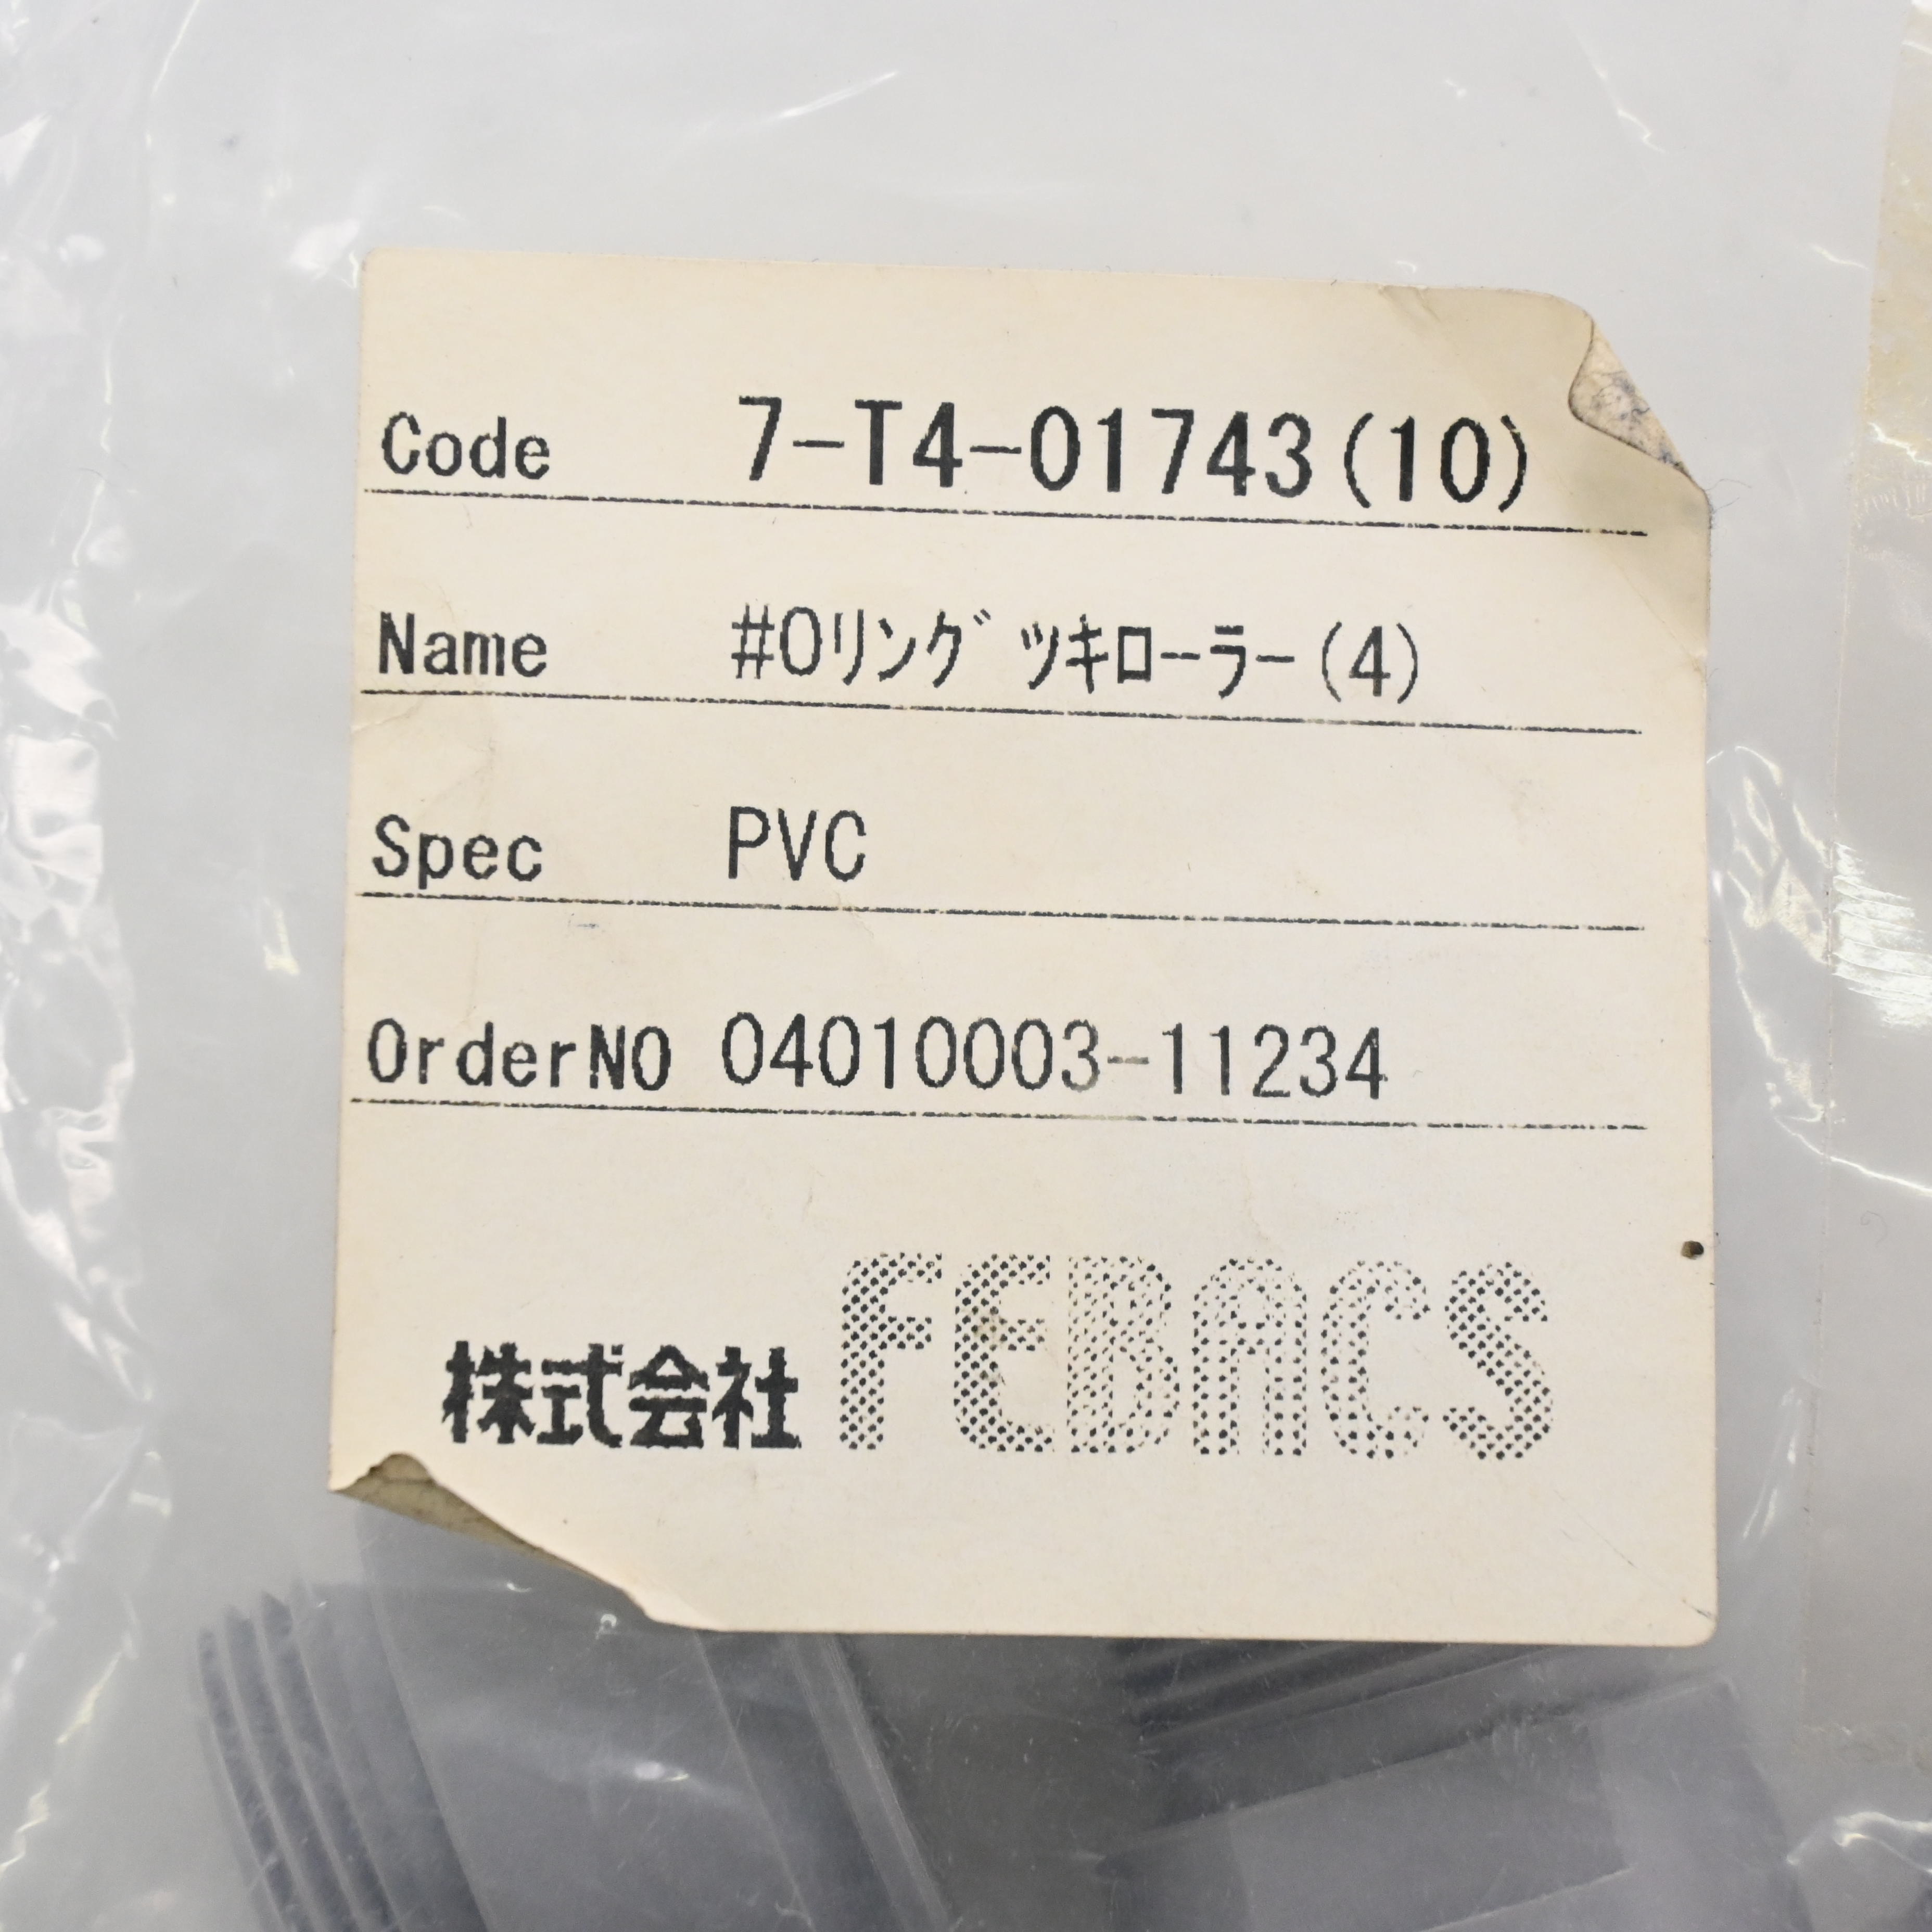 Code 7-T4-01743(10)
Name #Oﾘﾝｸﾞ ﾂｷﾛｰﾗｰ(4)
Spec PVC
OrderNO 04010003-11234
株式会社 FEBACS